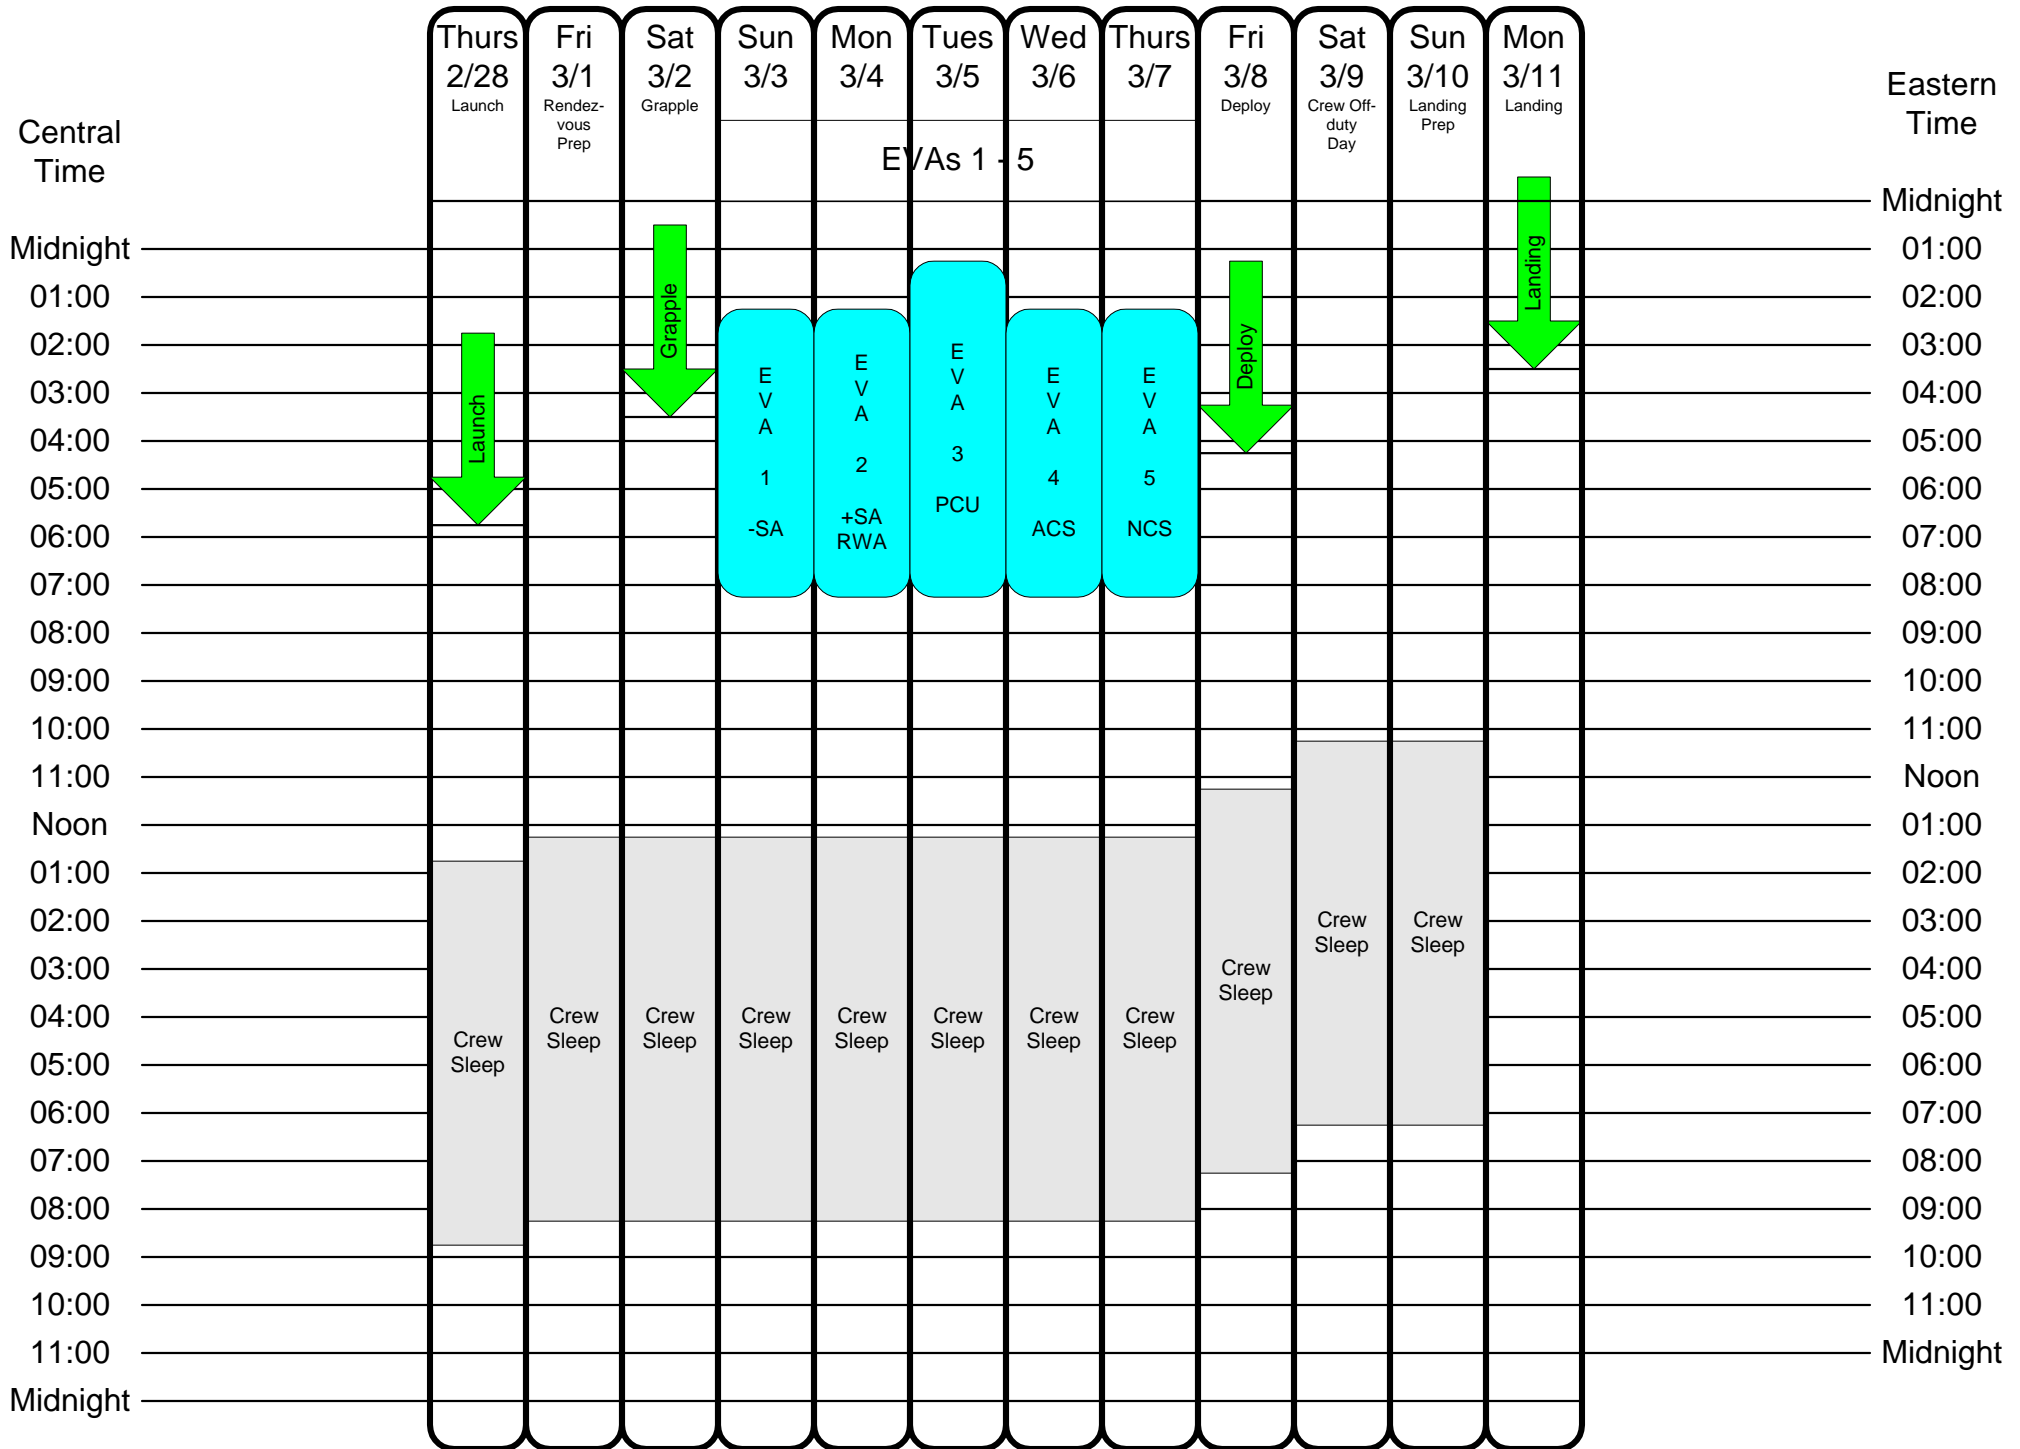 Thurs
2/28
Launch
Fri
3/1
Rendez-
vous
Prep
Sat
3/2
Grapple
Sun
3/3
Mon
3/4
Tues
3/5
Wed
3/6
Thurs
3/7
Fri
3/8
Deploy
Sat
3/9
Crew Off-
duty
Day
Sun
3/10
Landing
Prep
Mon
3/11
Landing
EVAs 1 - 5
Central
Time
Midnight
01:00
02:00
03:00
04:00
05:00
06:00
07:00
08:00
09:00
10:00
11:00
Noon
01:00
02:00
03:00
04:00
05:00
06:00
07:00
08:00
09:00
10:00
11:00
Midnight
Launch
Grapple
E
V
A
1
-SA
E
V
A
2
+SA
RWA
E
V
A
3
PCU
E
V
A
4
ACS
E
V
A
5
NCS
Deploy
Landing
Crew
Sleep
Crew
Sleep
Crew
Sleep
Crew
Sleep
Crew
Sleep
Crew
Sleep
Crew
Sleep
Crew
Sleep
Crew
Sleep
Crew
Sleep
Crew
Sleep
Eastern
Time
Midnight
01:00
02:00
03:00
04:00
05:00
06:00
07:00
08:00
09:00
10:00
11:00
Noon
01:00
02:00
03:00
04:00
05:00
06:00
07:00
08:00
09:00
10:00
11:00
Midnight